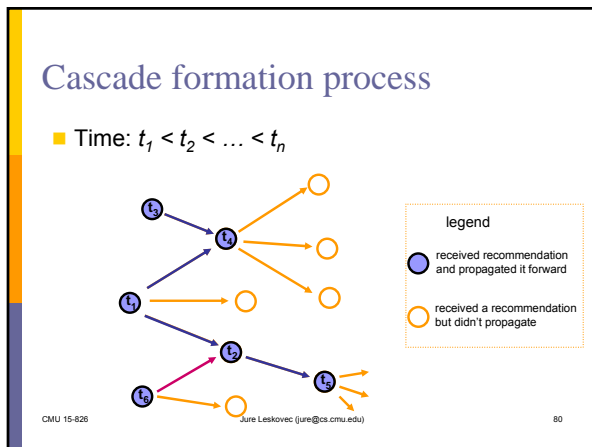 Cascade formation process
Time: t1 < t2 < … < tn
t3
t4
t1
t2
t5
t6
legend
received recommendation
and propagated it forward
received a recommendation
but didn't propagate
CMU 15-826
Jure Leskovec (jure@cs.cmu.edu)
80